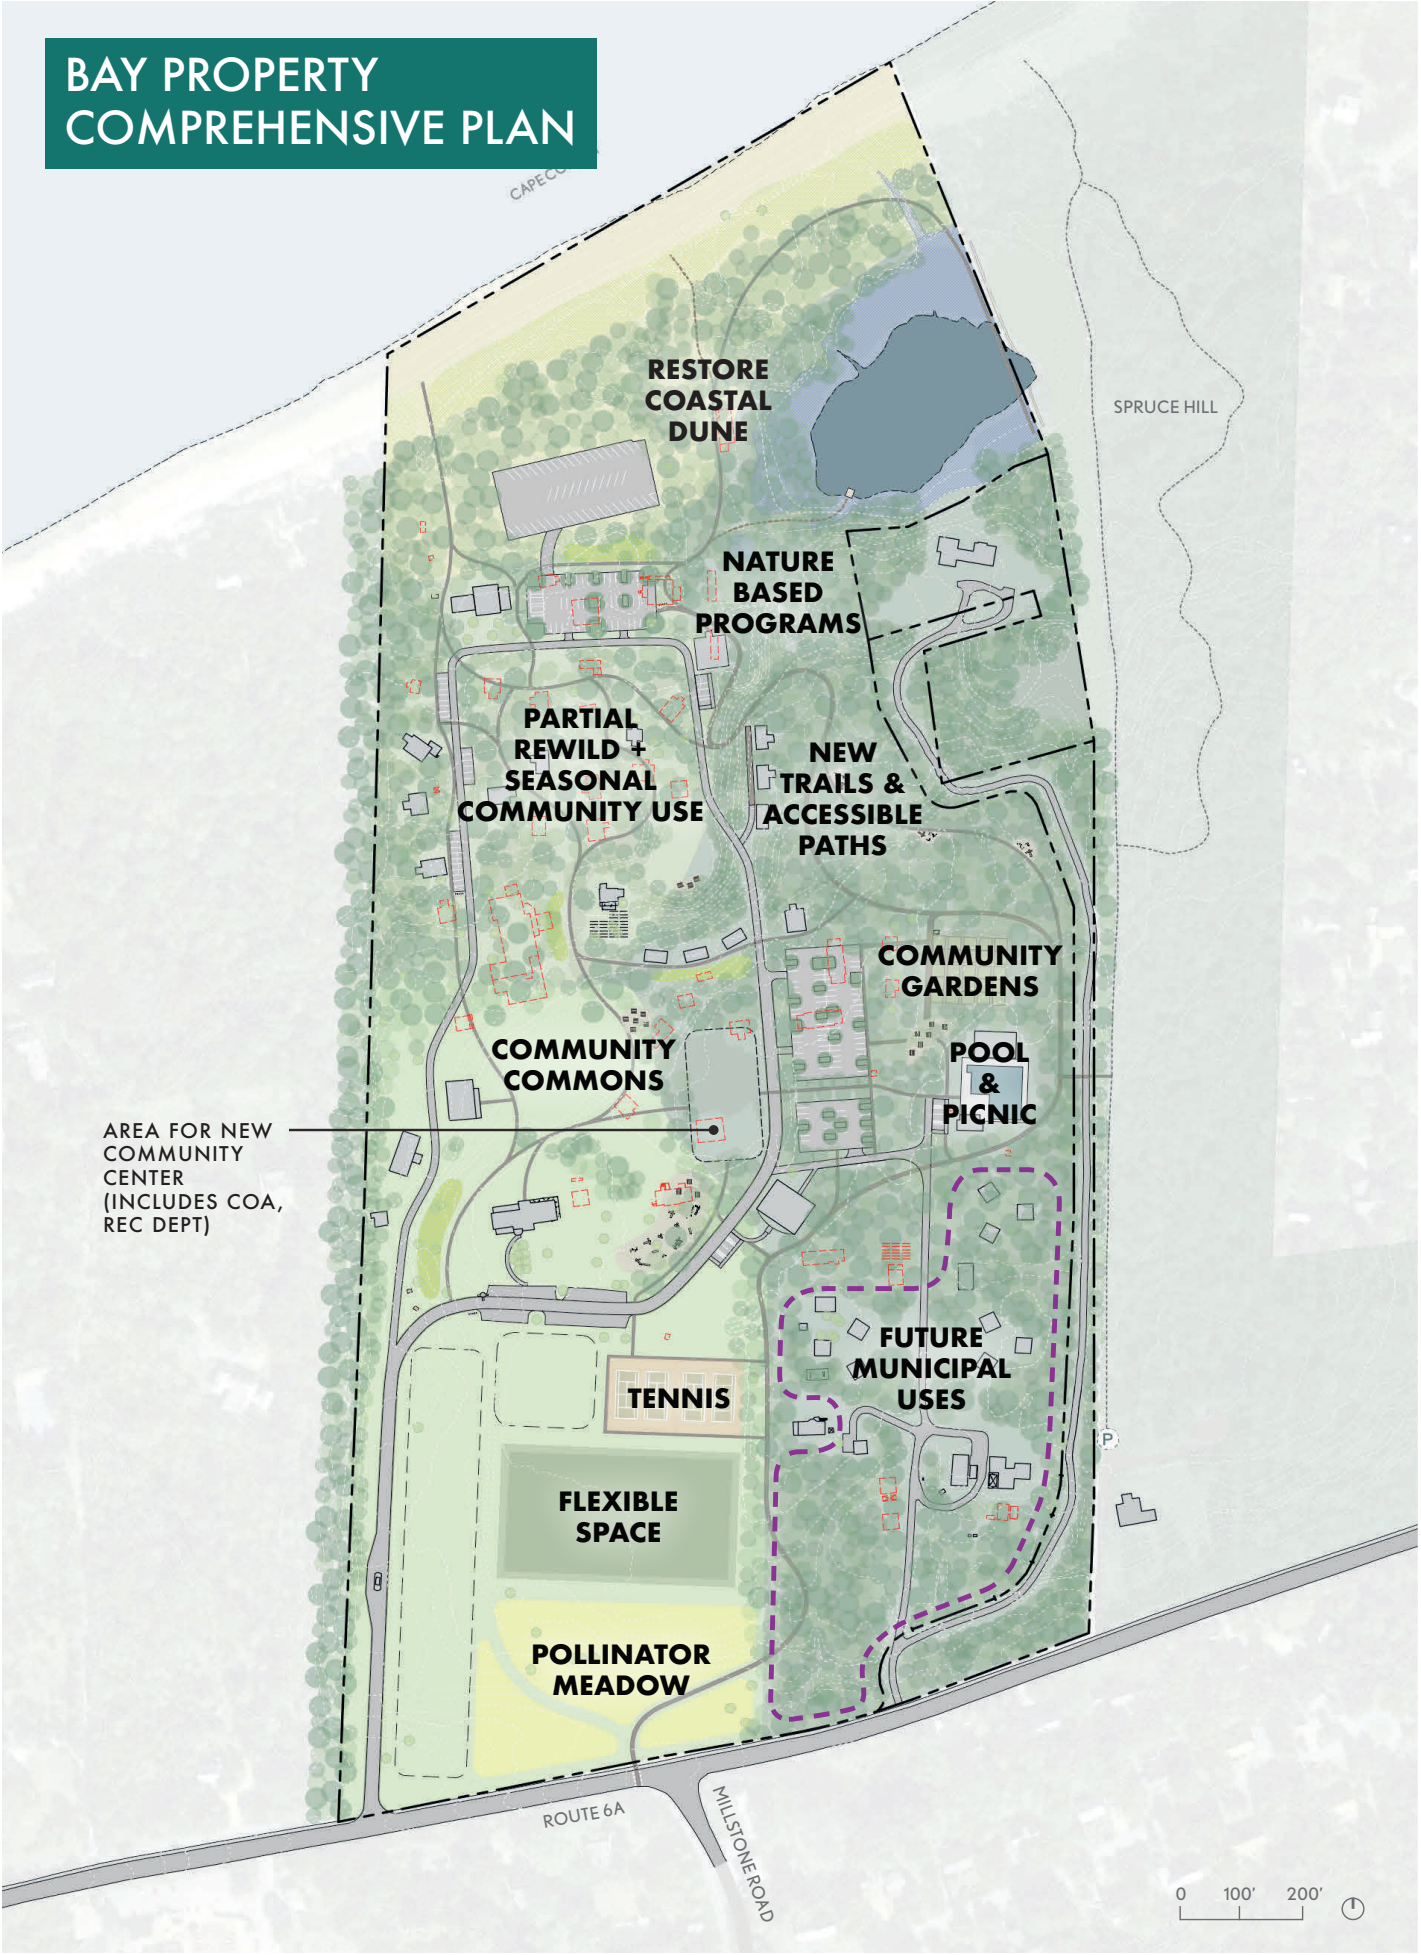 BAY PROPERTY
COMPREHENSIVE PLAN
RESTORE
COASTAL
DUNE
SPRUCE HILL
NATURE
BASED
PROGRAMS
PARTIAL
REWILD +
SEASONAL
COMMUNITY USE
NEW
TRAILS &
ACCESSIBLE
PATHS
COMMUNITY
GARDENS
COMMUNITY
COMMONS
POOL
&
PICNIC
AREA FOR NEW
COMMUNITY
CENTER
(INCLUDES COA,
REC DEPT)
FUTURE
MUNICIPAL
USES
TENNIS
P
FLEXIBLE
SPACE
POLLINATOR
MEADOW
ROUTE 6A
MILLSTONE ROAD
0 100' 200'